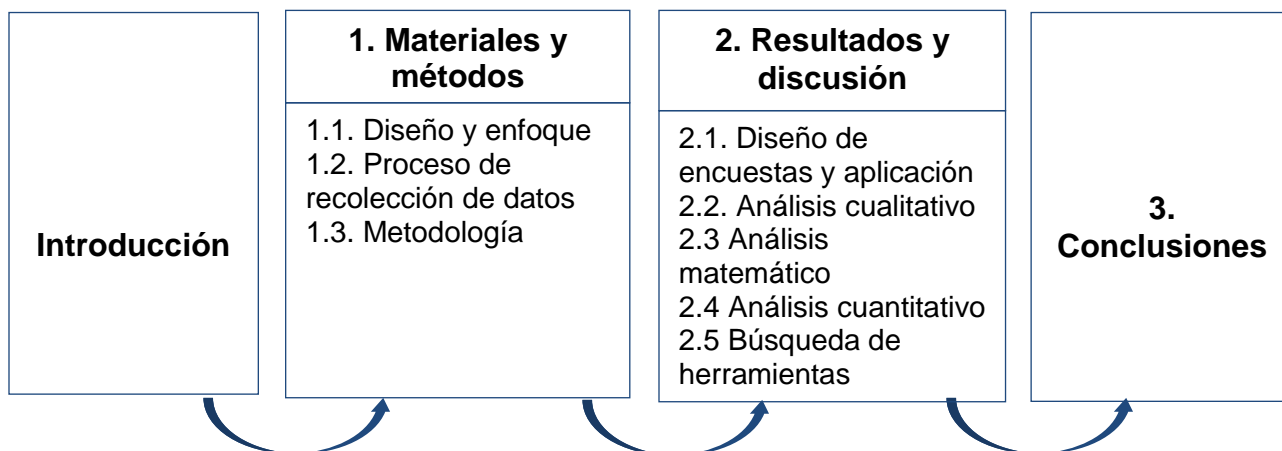 Introducción
1. Materiales y
métodos
1.1. Diseño y enfoque
1.2. Proceso de
recolección de datos
1.3. Metodología
2. Resultados y
discusión
2.1. Diseño de
encuestas y aplicación
2.2. Análisis cualitativo
2.3 Análisis
matemático
2.4 Análisis cuantitativo
2.5 Búsqueda de
herramientas
3.
Conclusiones